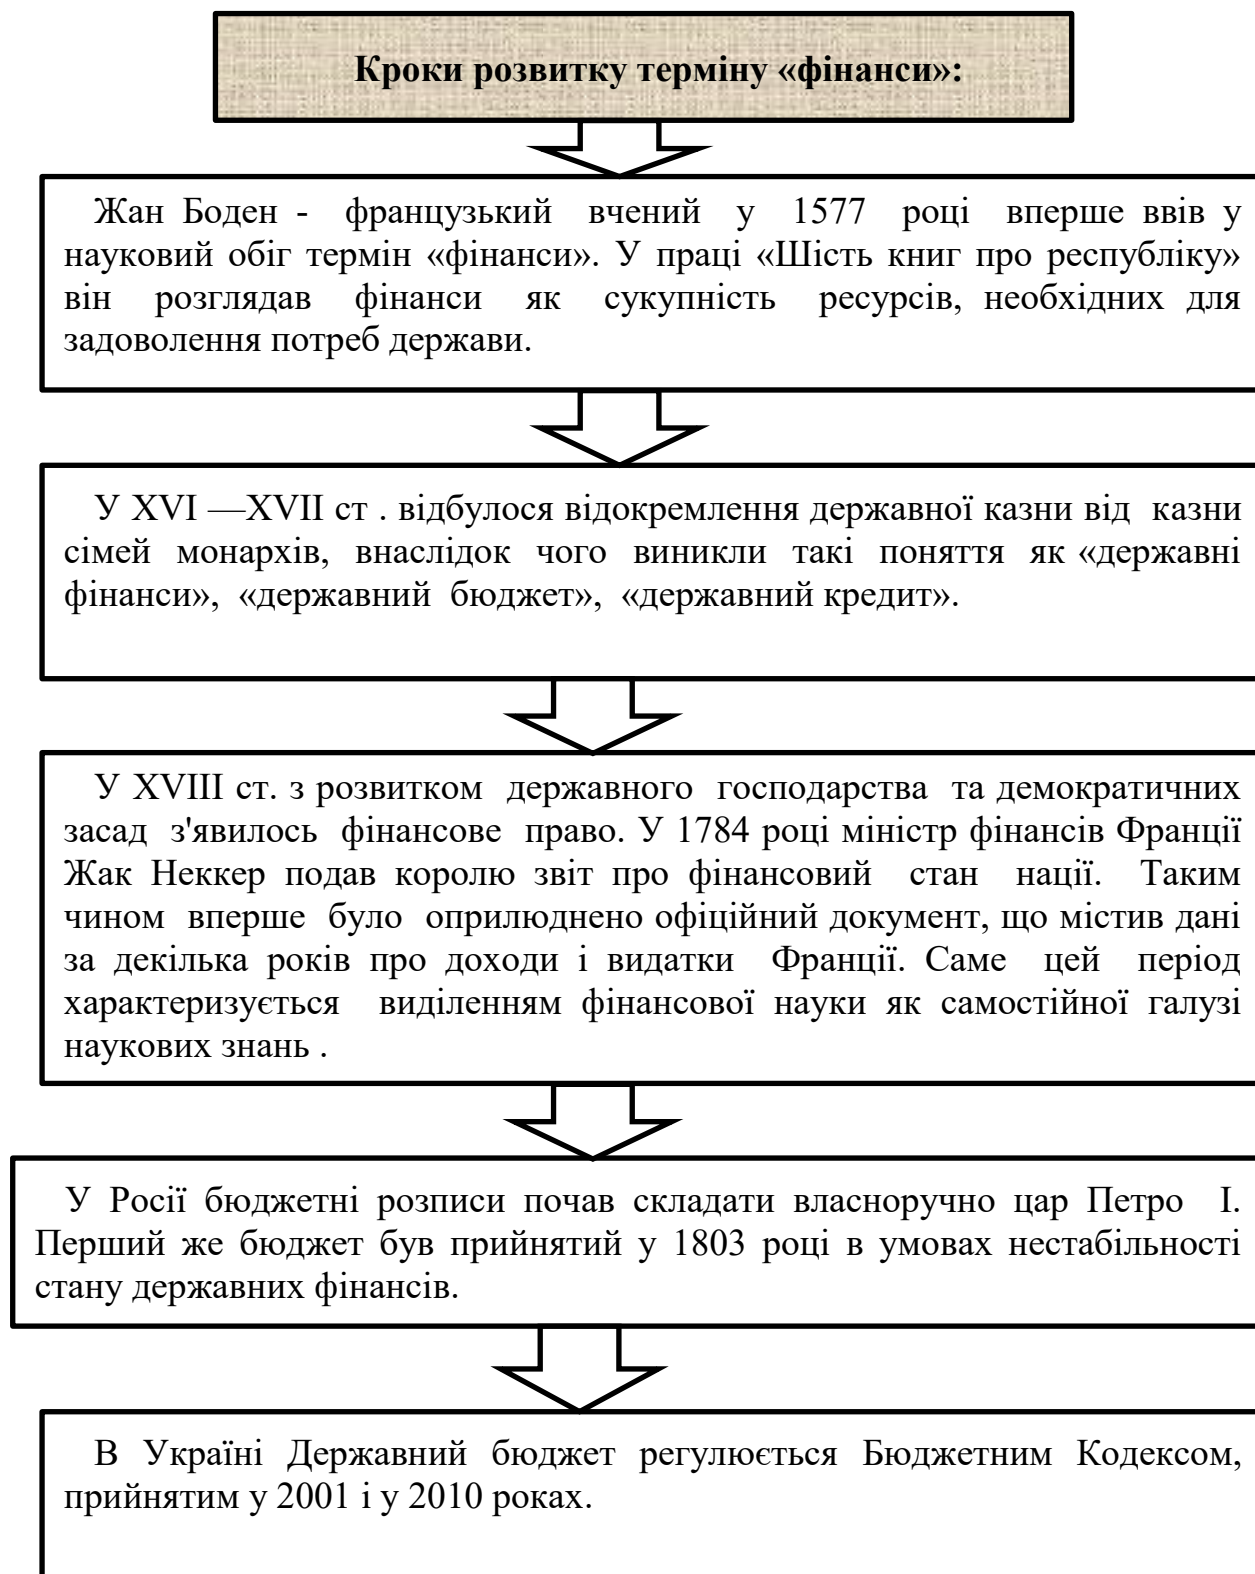 Кроки розвитку терміну «фінанси»:
Жан Боден - французький вчений у 1577 році вперше ввів у
науковий обіг термін «фінанси». У праці «Шість книг про республіку»
він розглядав фінанси як сукупність ресурсів, необхідних для
задоволення потреб держави.
У XVI —XVII ст . відбулося відокремлення державної казни від казни
сімей монархів, внаслідок чого виникли такі поняття як «державні
фінанси», «державний бюджет», «державний кредит».
У XVIII ст. з розвитком державного господарства та демократичних
засад з'явилось фінансове право. У 1784 році міністр фінансів Франції
Жак Неккер подав королю звіт про фінансовий стан нації. Таким
чином вперше було оприлюднено офіційний документ, що містив дані
за декілька років про доходи і видатки Франції. Саме цей період
характеризується виділенням фінансової науки як самостійної галузі
наукових знань .
У Росії бюджетні розписи почав складати власноручно цар Петро І.
Перший же бюджет був прийнятий у 1803 році в умовах нестабільності
стану державних фінансів.
В Україні Державний бюджет регулюється Бюджетним Кодексом,
прийнятим у 2001 і у 2010 роках.